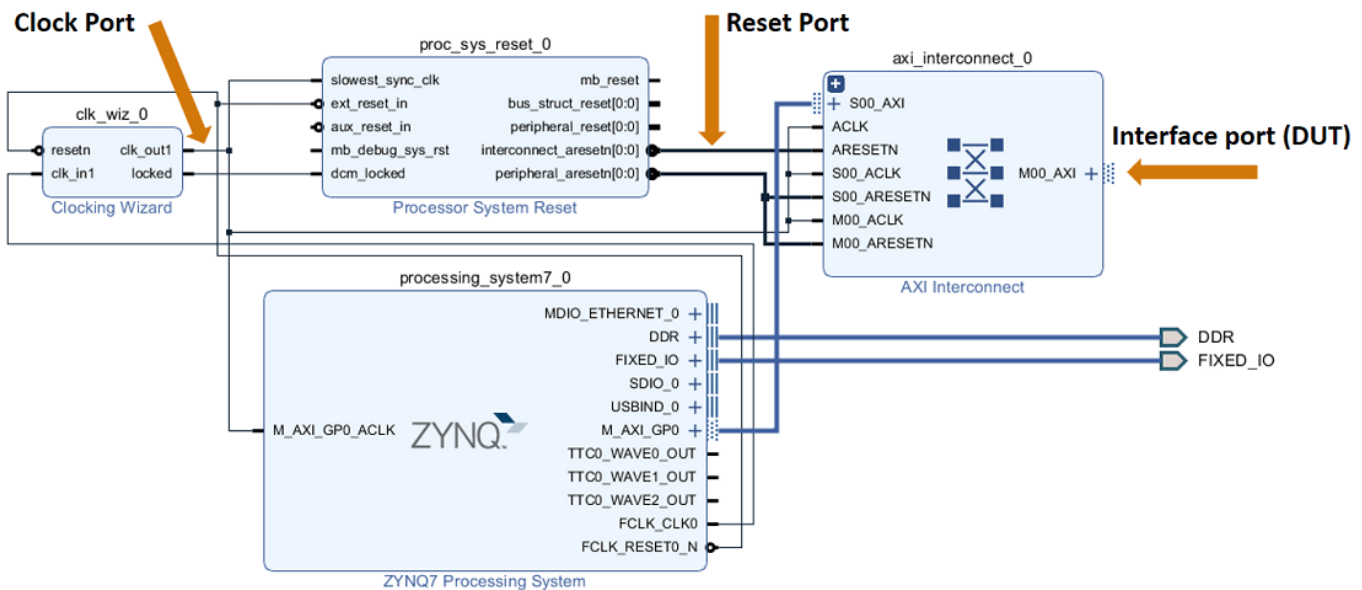 Clock Port
Reset Port
Interface port (DUT)
clk_wiz_0
resetn
clk_out1
clk_in1
locked
Clocking Wizard
proc_sys_reset_0
slowest_sync_clk
mb_reset
ext_reset_in
bus_struct_reset[0:0]
aux_reset_in
peripheral_reset[0:0]
mb_debug_sys_rst
interconnect_aresetn[0:0]
dcm_locked
peripheral_aresetn[0:0]
Processor System Reset
axi_interconnect_0
S00_AXI
ACLK
ARESETN
S00_ACLK
M00_AXI
S00_ARESETN
M00_ACLK
M00_ARESETN
AXI Interconnect
processing_system7_0
MDIO_ETHERNET_0
DDR
FIXED_IO
SDIO_0
USBIND_0
M_AXI_GP0_ACLK
ZYNQ
M_AXI_GP0
TTC0_WAVE0_OUT
TTC0_WAVE1_OUT
TTC0_WAVE2_OUT
FCLK_CLK0
FCLK_RESET0_N
ZYNQ7 Processing System
DDR
FIXED_IO